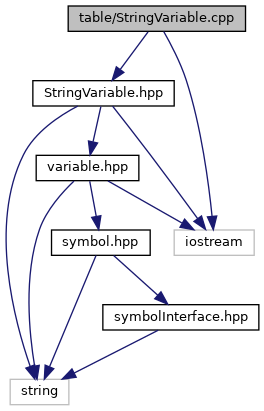 table/StringVariable.cpp
StringVariable.hpp
variable.hpp
symbol.hpp
iostream
symbolInterface.hpp
string